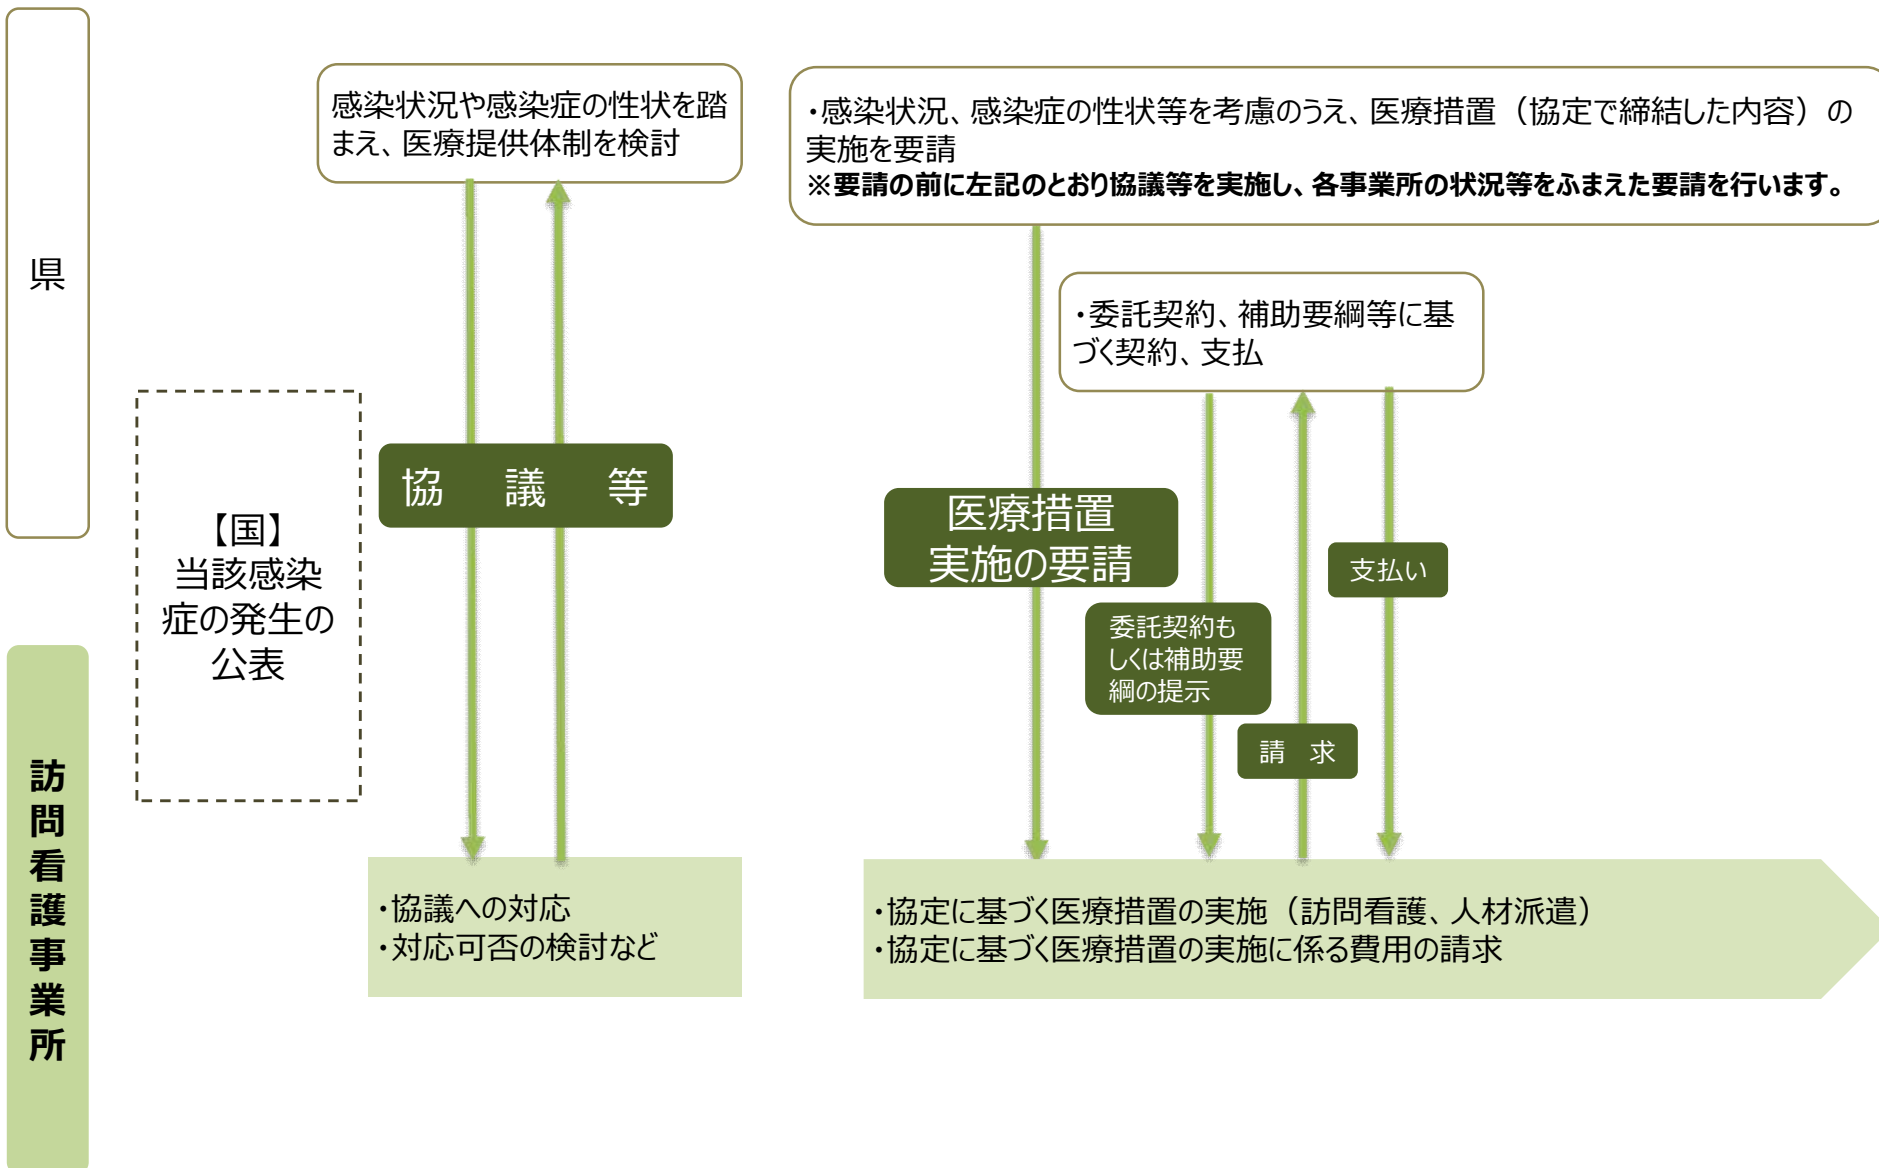 県
訪問看護事業所
【国】
当該感染
症の発生の
公表
感染状況や感染症の性状を踏
まえ、医療提供体制を検討
協　議　等
・協議への対応
・対応可否の検討など
・感染状況、感染症の性状等を考慮のうえ、医療措置（協定で締結した内容）の
実施を要請
※要請の前に左記のとおり協議等を実施し、各事業所の状況等をふまえた要請を行います。
・委託契約、補助要綱等に基
づく契約、支払
医療措置
実施の要請
委託契約も
しくは補助要
綱の提示
請　求
支払い
・協定に基づく医療措置の実施（訪問看護、人材派遣）
・協定に基づく医療措置の実施に係る費用の請求